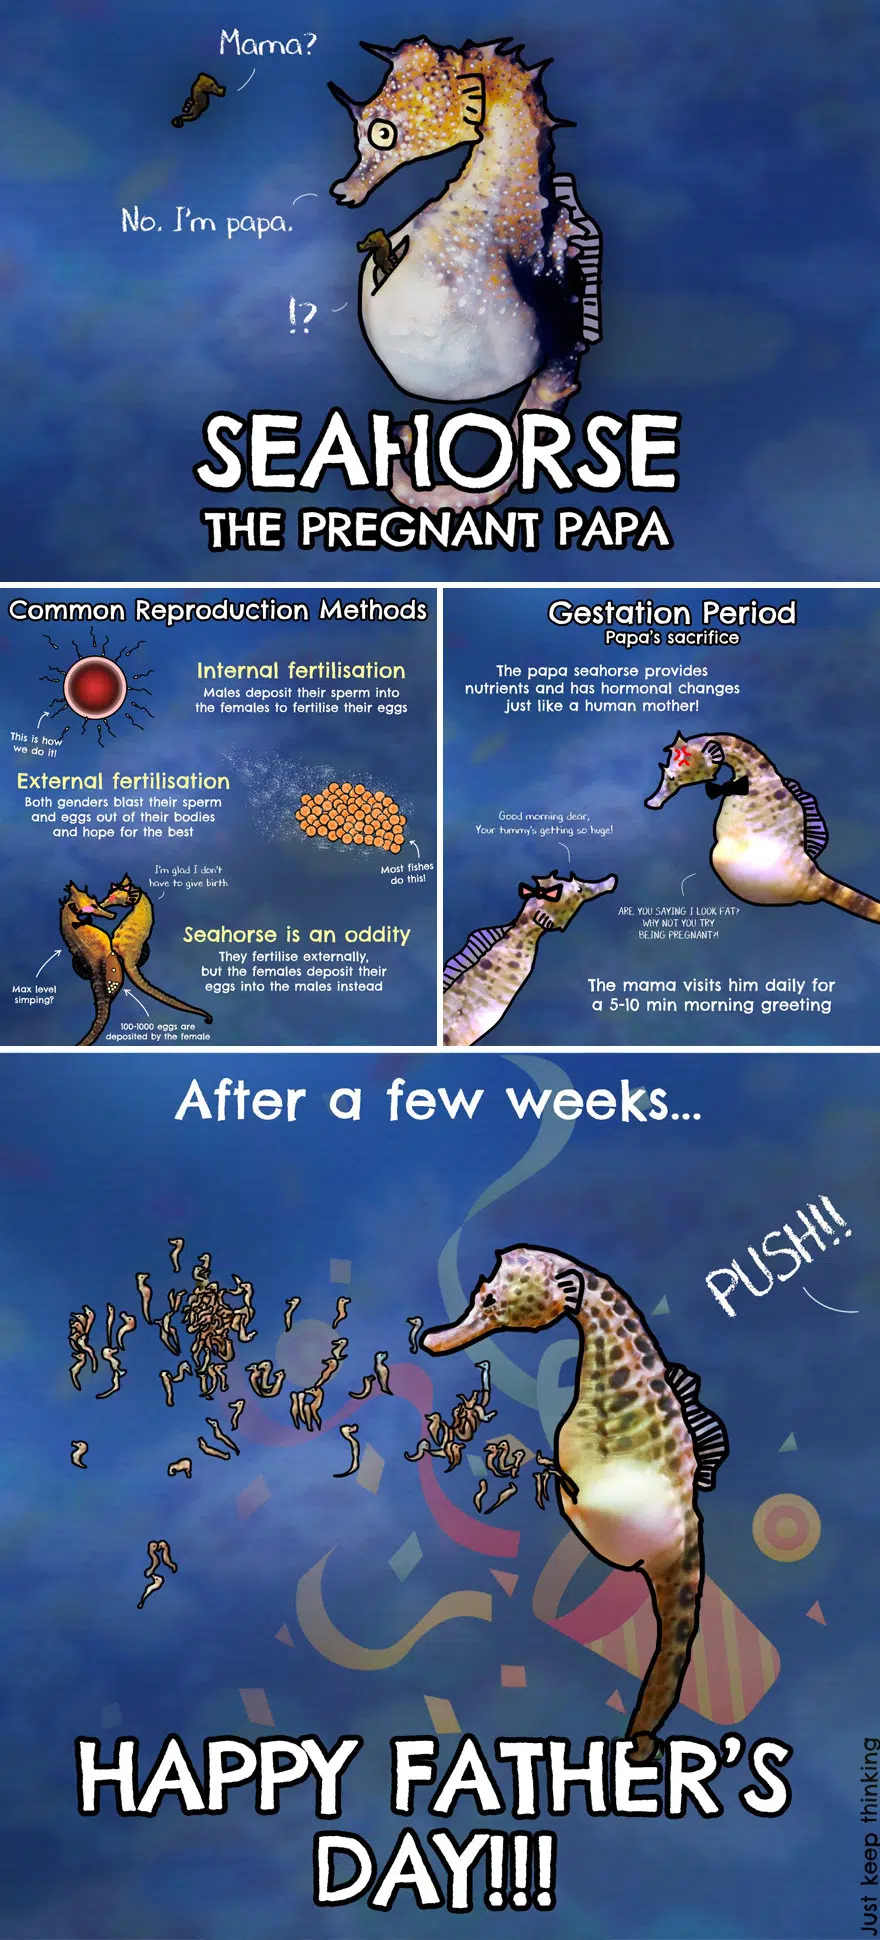 Mama?
No. I'm papa.
!?
SEAHORSE
THE PREGNANT PAPA
Common Reproduction Methods
Internal fertilisation
Males deposit their sperm into
the females to fertilise their eggs
This is how
we do it!
External fertilisation
Both genders blast their sperm
and eggs out of their bodies
and hope for the best
Most fishes
do this!
I'm glad I don't
have to give birth
Seahorse is an oddity
They fertilise externally,
but the females deposit their
eggs into the males instead
Max level
simping?
100-1000 eggs are
deposited by the female
Gestation Period
Papa's sacrifice
The papa seahorse provides
nutrients and has hormonal changes
just like a human mother!
Good morning dear,
Your tummy's getting so huge!
ARE YOU SAYING I LOOK FAT?
WHY NOT YOU TRY
BEING PREGNANT?!
The mama visits him daily for
a 5-10 min morning greeting
After a few weeks...
PUSH!!
HAPPY FATHER'S
DAY!!!
Just keep thinking